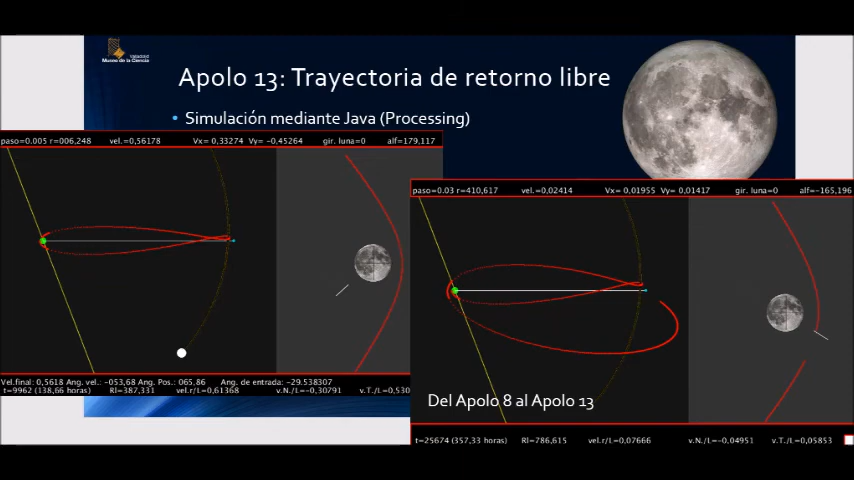 Valladolid
Museo de la Ciencia
Apolo 13: Trayectoria de retorno libre
• Simulación mediante Java (Processing)
paso=0.005 r=006,248 vel.=0,56178 Vx= 0,33274 Vy= -0,45264 gir. luna=0 alf=179,117
Vel.final: 0,5618 Ang. vel.: -053,68 Ang. Pos.: 065,86 Ang. de entrada: -29.538307
t=9962 (138,66 horas) Rl=387,331 vel.r/L=0,61368 v.N./L=-0,30791 v.T./L=0,530
paso=0.03 r=410,617 vel.=0,02414 Vx= 0,01955 Vy= 0,01417 gir. luna=0 alf=-165,196
Del Apolo 8 al Apolo 13
t=25674 (357,33 horas) Rl=786,615 vel.r/L=0,07666 v.N./L=-0,04951 v.T./L=0,05853